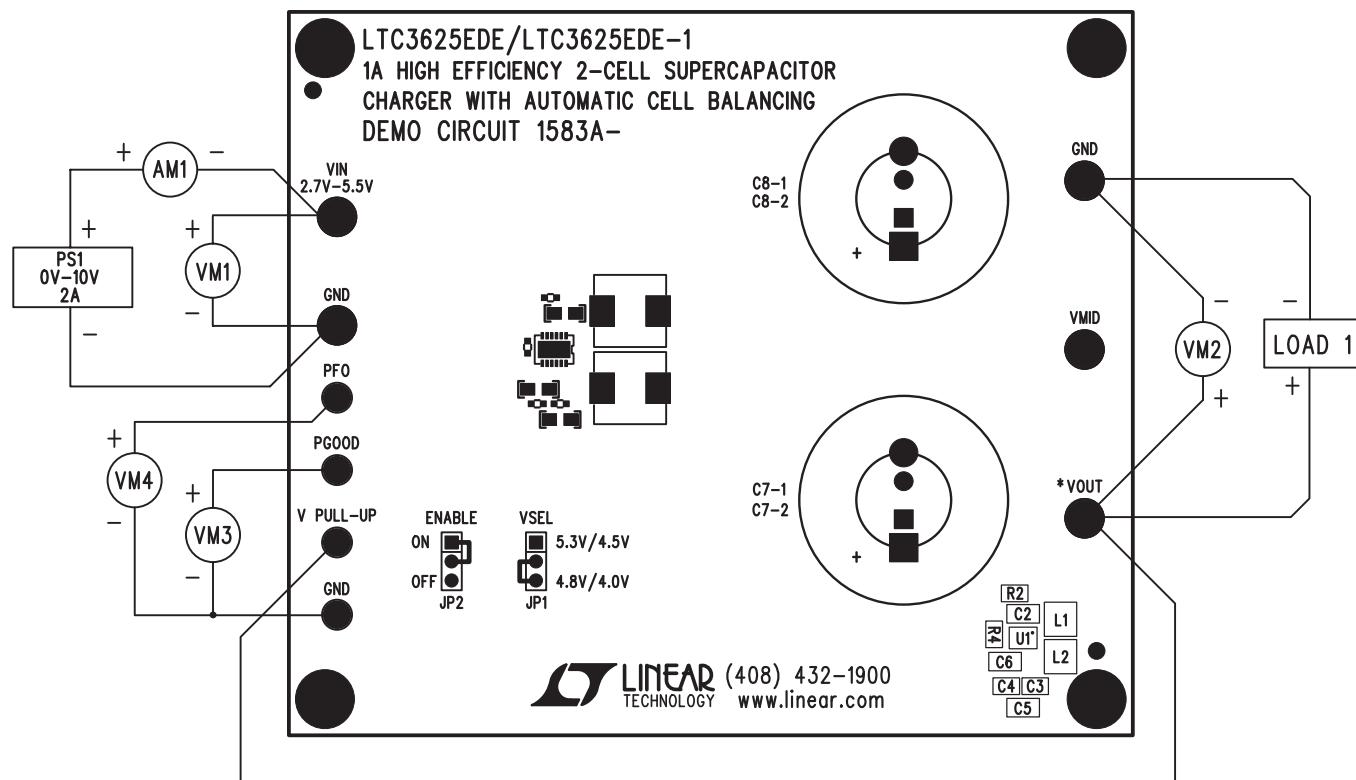 LTC3625EDE/LTC3625EDE-1
1A HIGH EFFICIENCY 2-CELL SUPERCAPACITOR
CHARGER WITH AUTOMATIC CELL BALANCING
DEMO CIRCUIT 1583A-
+ AM1 -
VIN
2.7V-5.5V
+
PS1
0V-10V
2A
-
+
VM1
-
GND
PFO
+
VM4
-
PGOOD
+
VM3
-
V PULL-UP
GND
ENABLE
ON
OFF
JP2
VSEL
5.3V/4.5V
4.8V/4.0V
JP1
C8-1
C8-2
+
C7-1
C7-2
+
GND
VMID
*VOUT
-
VM2
+
-
LOAD 1
+
R2
C2
L1
R4
U1
L2
C6
C4
C3
C5
LINEAR
TECHNOLOGY
(408) 432-1900
www.linear.com